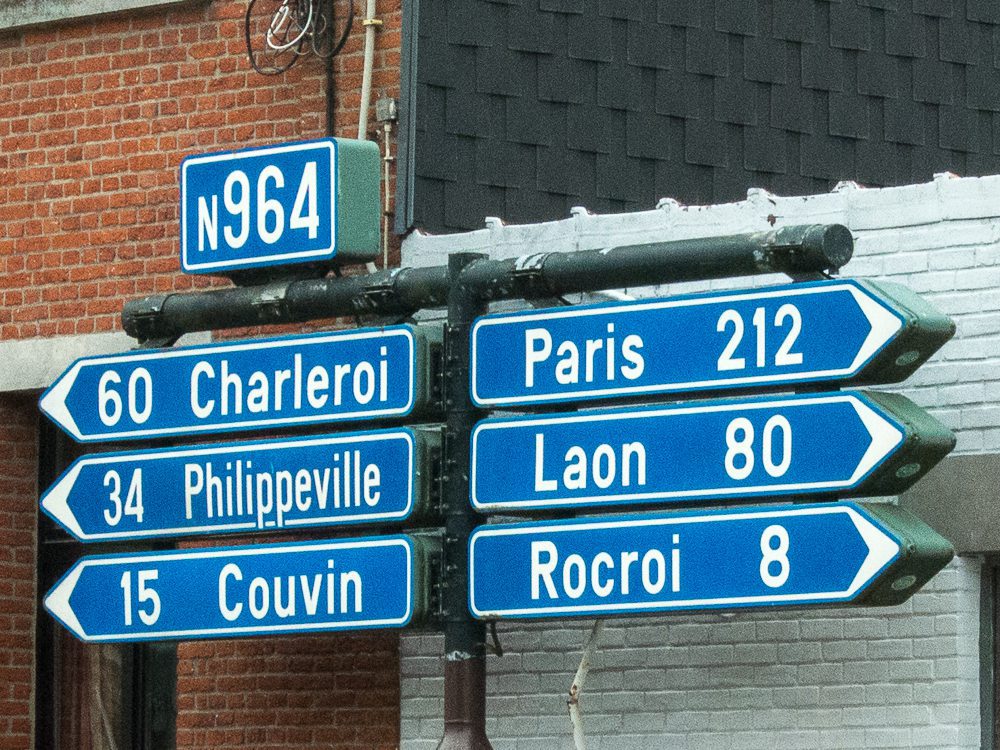 N964
60 Charleroi
34 Philippeville
15 Couvin
Paris 212
Laon 80
Rocroi 8